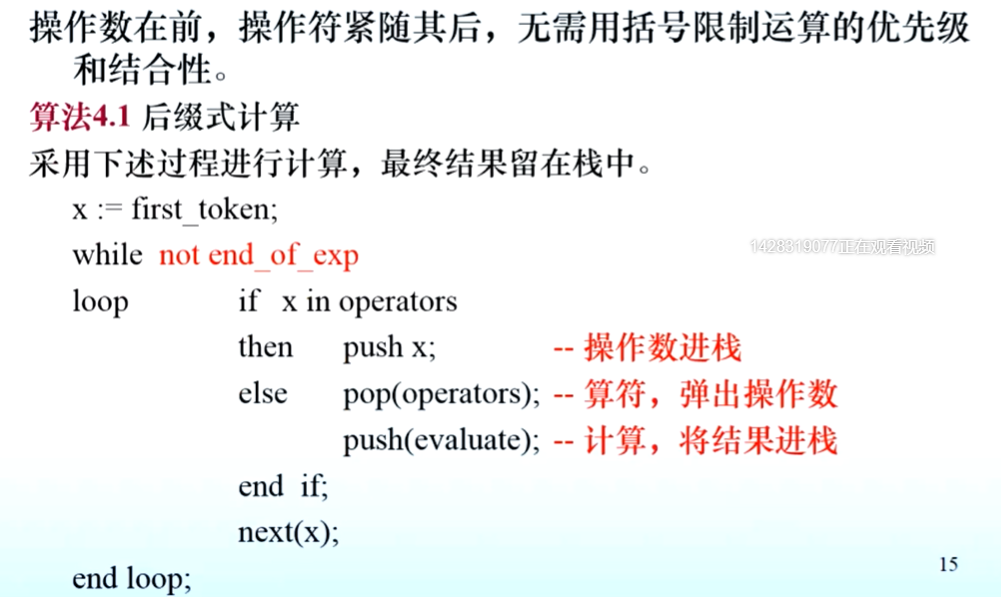 操作数在前，操作符紧随其后，无需用括号限制运算的优先级
和结合性。
算法4.1 后缀式计算
采用下述过程进行计算，最终结果留在栈中。
x := first_token;
while not end_of_exp
1428319077正在观看视频
loop if x in operators
then push x; -- 操作数进栈
else pop(operators); -- 算符，弹出操作数
push(evaluate); -- 计算，将结果进栈
end if;
next(x);
15
end loop;